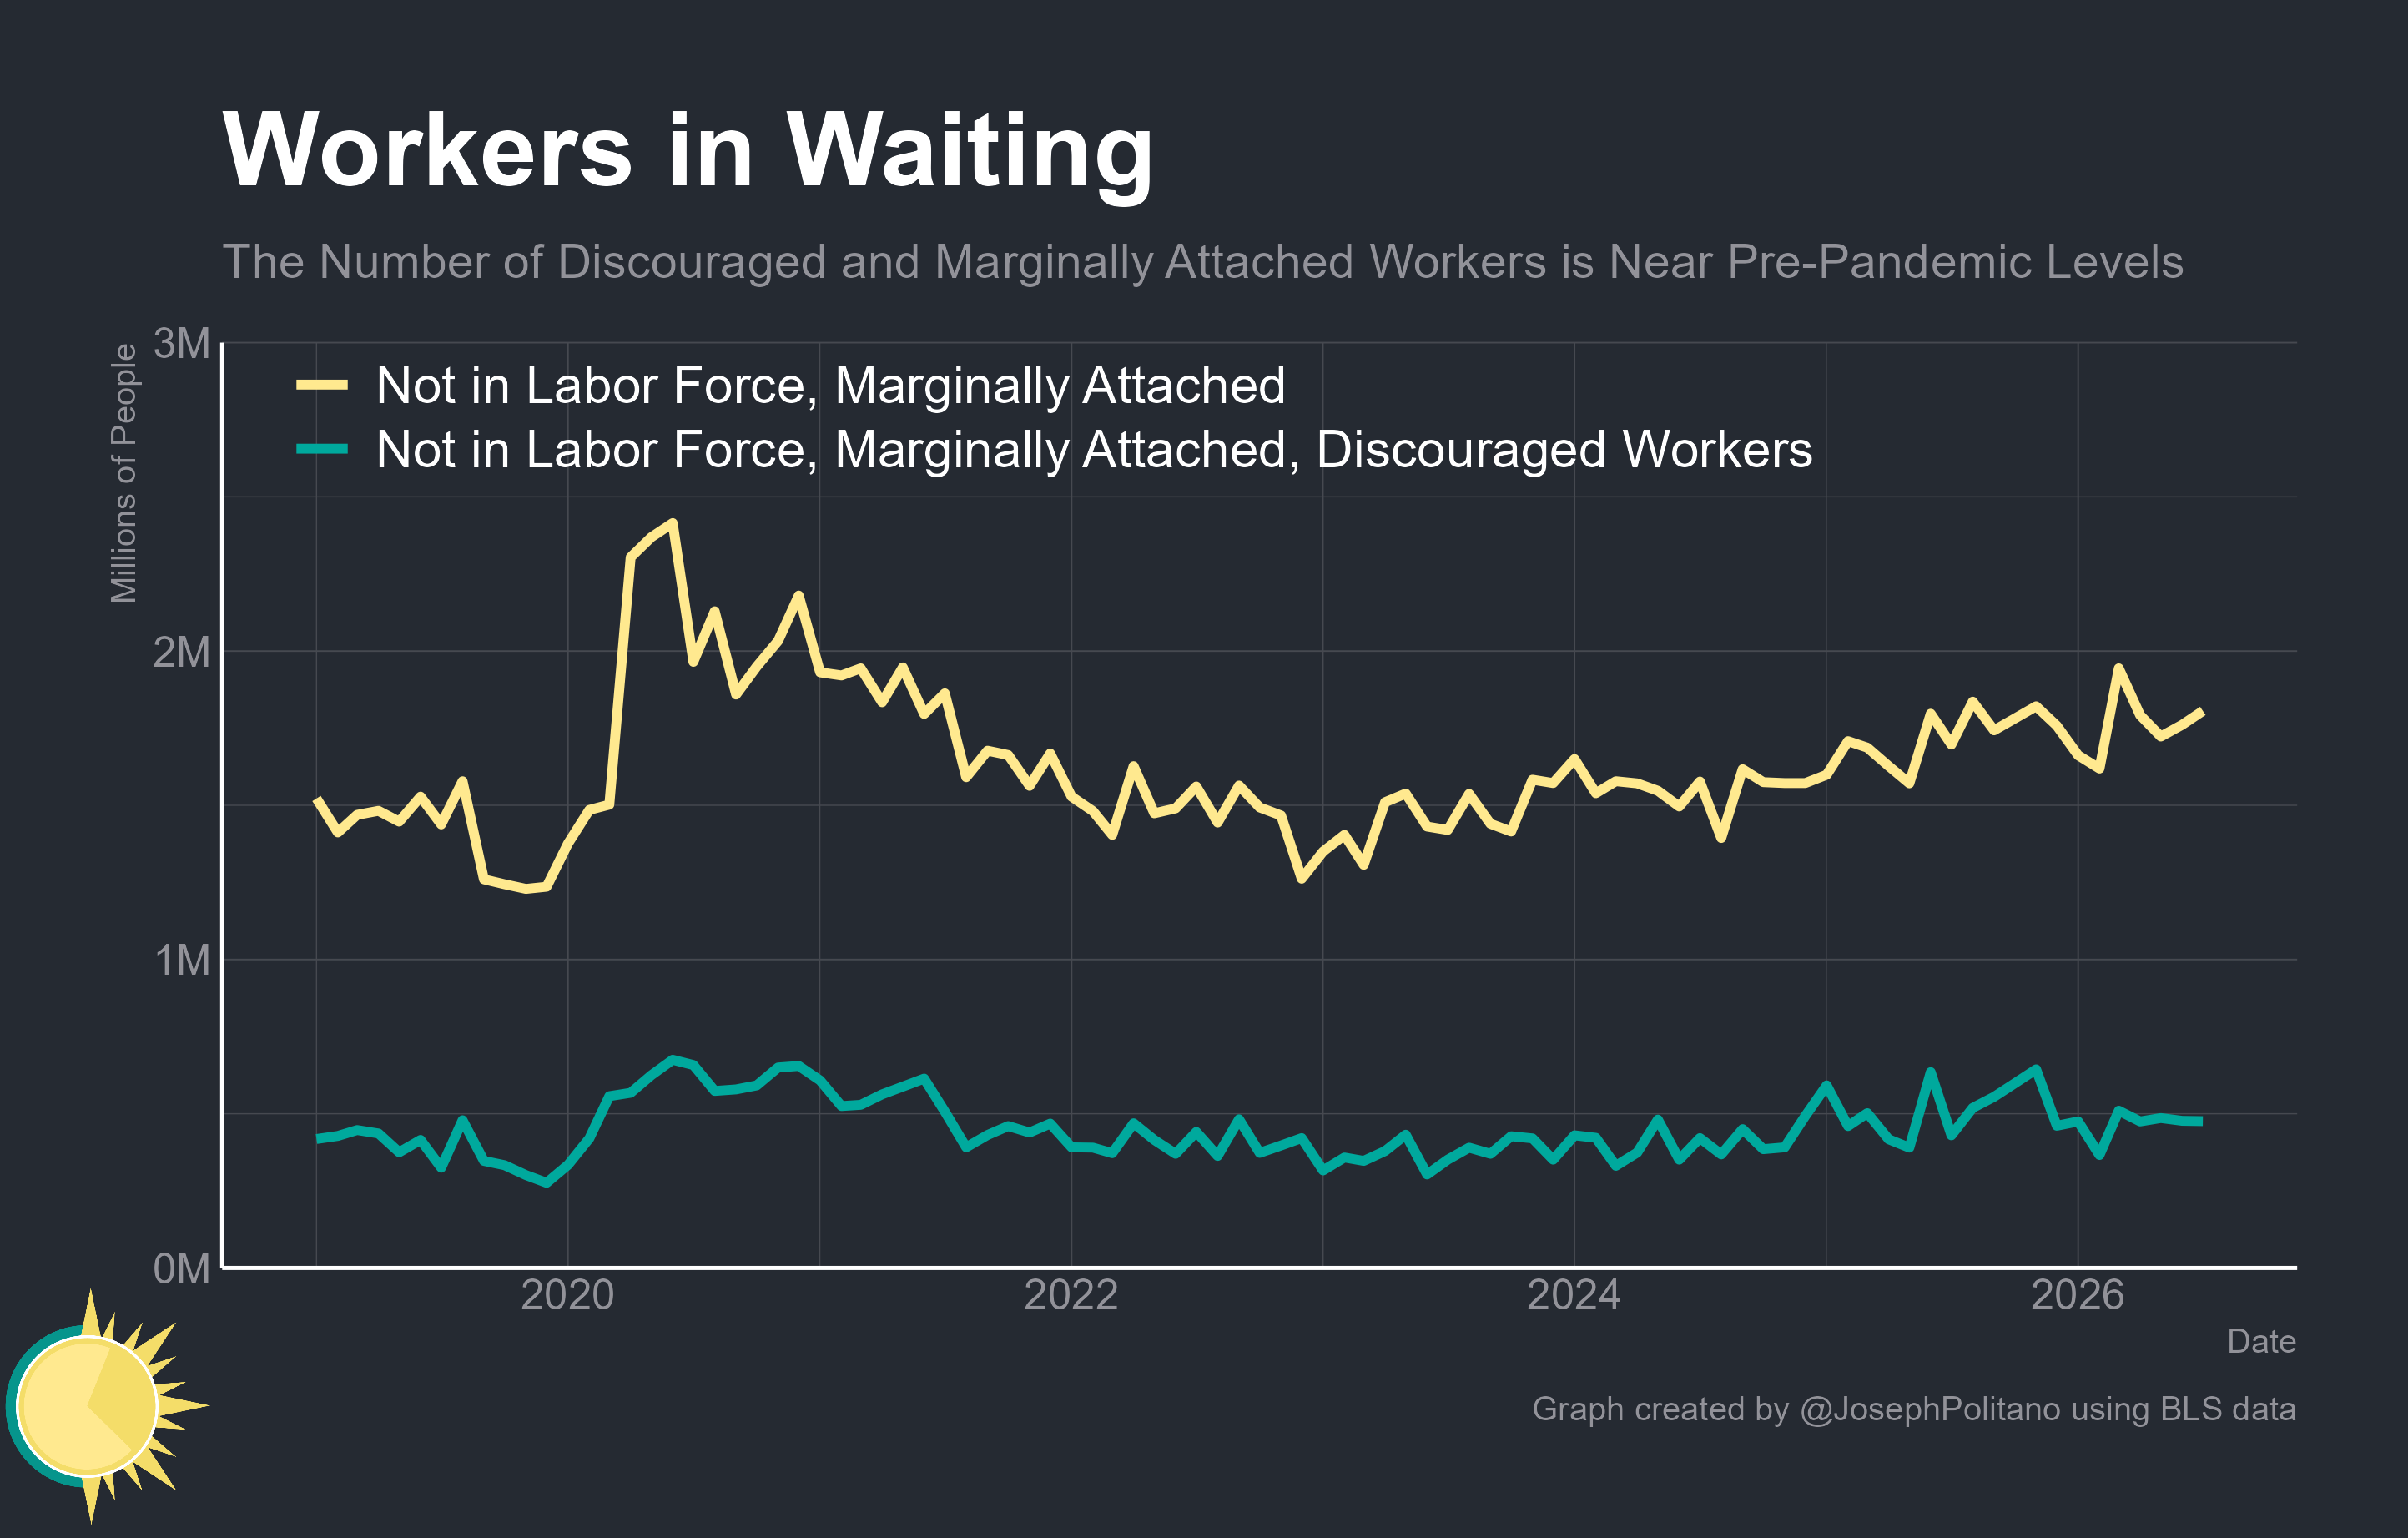 Workers in Waiting
The Number of Discouraged and Marginally Attached Workers is Near Pre-Pandemic Levels
Millions of People
3M
2M
1M
0M
Not in Labor Force, Marginally Attached
Not in Labor Force, Marginally Attached, Discouraged Workers
2020
2022
2024
2026
Date
Graph created by @JosephPolitano using BLS data